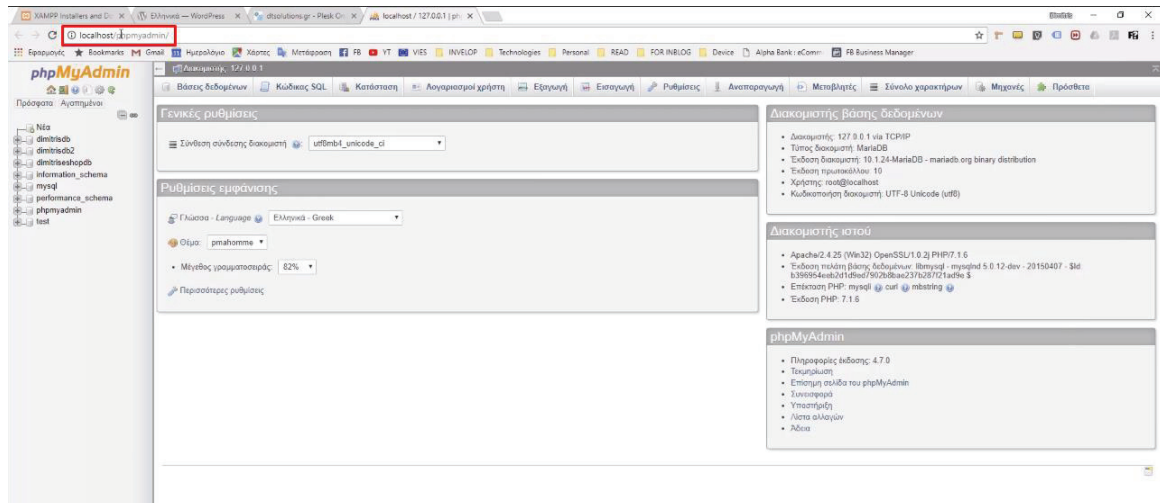 XAMPP Installers and Do
Ελληνικά — WordPress
dtsolutions.gr - Plesk On
localhost / 127.0.0.1 | ph
localhost/phpmyadmin/
Εφαρμογές Bookmarks Gmail Ημερολόγιο Χάρτες Μετάφραση FB YT VIES INVELOP Technologies Personal READ FOR INBLOG Device Alpha Bank : eComm FB Business Manager
phpMyAdmin
Πρόσφατα Αγαπημένα
Νέα
dimitrisdb
dimitrisdb2
dimitriseshopdb
information_schema
mysql
performance_schema
phpmyadmin
test
Διακομιστής: 127.0.0.1
Βάσεις δεδομένων Κώδικας SQL Κατάσταση Λογαριασμοί χρήστη Εξαγωγή Εισαγωγή Ρυθμίσεις Αναπαραγωγή Μεταβλητές Σύνολο χαρακτήρων Μηχανές Πρόσθετα
Γενικές ρυθμίσεις
Σύνθεση σύνδεσης διακομιστή utf8mb4_unicode_ci
Ρυθμίσεις εμφάνισης
Γλώσσα - Language Ελληνικά - Greek
Θέμα: pmahomme
Μέγεθος γραμματοσειράς: 82%
Περισσότερες ρυθμίσεις
Διακομιστής βάσης δεδομένων
Διακομιστής: 127.0.0.1 via TCP/IP
Τύπος διακομιστή: MariaDB
Έκδοση διακομιστή: 10.1.24-MariaDB - mariadb.org binary distribution
Έκδοση πρωτοκόλλου: 10
Χρήστης: root@localhost
Κωδικοποίηση διακομιστή: UTF-8 Unicode (utf8)
Διακομιστής ιστού
Apache/2.4.25 (Win32) OpenSSL/1.0.2j PHP/7.1.6
Έκδοση πελάτη βάσης δεδομένων: libmysql - mysqlnd 5.0.12-dev - 20150407 - $Id
b396954eeb2d1d9ed7902b8bae237b287f21ad9e $
Επέκταση PHP: mysqli curl mbstring
Έκδοση PHP: 7.1.6
phpMyAdmin
Πληροφορίες έκδοσης: 4.7.0
Τεκμηρίωση
Επίσημη σελίδα του phpMyAdmin
Συνεισφορά
Υποστήριξη
Λίστα αλλαγών
Άδεια